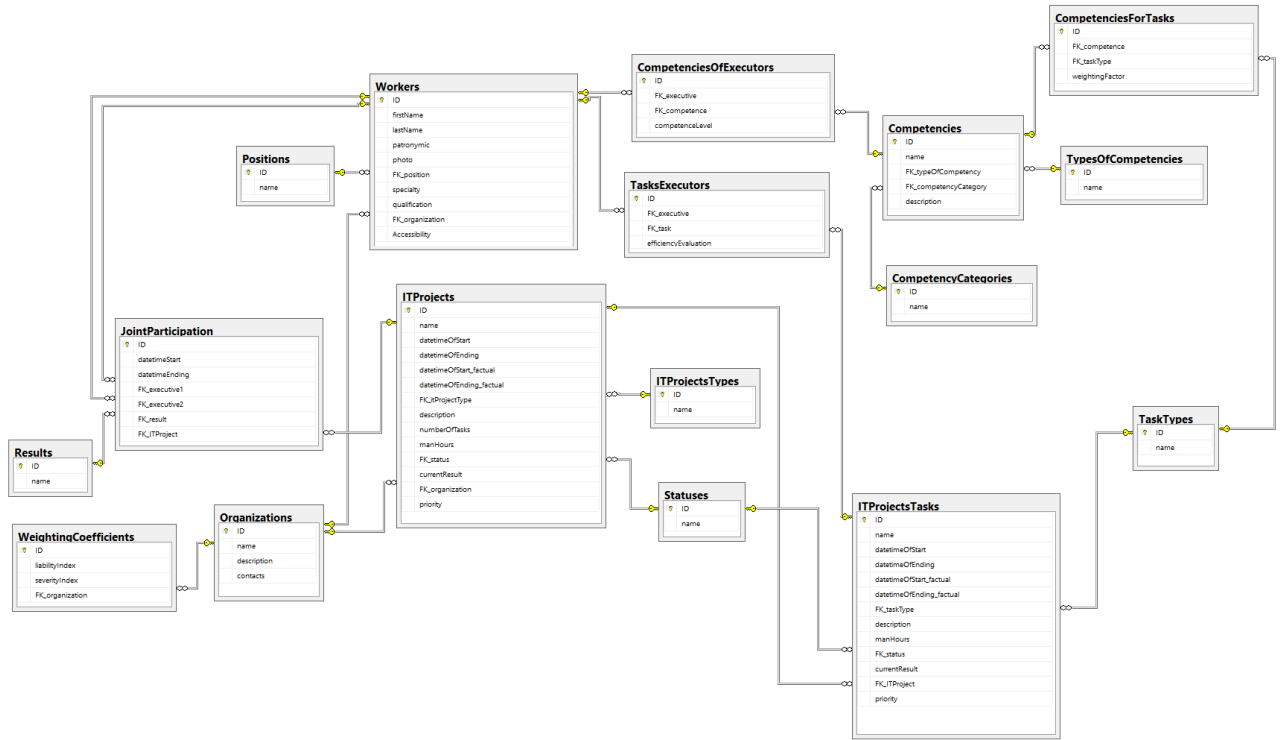 CompetenciesForTasks
ID
FK_competence
FK_taskType
weightingFactor
CompetenciesOfExecutors
ID
FK_executive
FK_competence
competenceLevel
Workers
ID
firstName
lastName
patronymic
photo
FK_position
specialty
qualification
FK_organization
Accessibility
Competencies
ID
name
FK_typeOfCompetency
FK_competencyCategory
description
Positions
ID
name
TypesOfCompetencies
ID
name
TasksExecutors
ID
FK_executive
FK_task
efficiencyEvaluation
CompetencyCategories
ID
name
ITProjects
ID
name
datetimeOfStart
datetimeOfEnding
datetimeOfStart_factual
datetimeOfEnding_factual
FK_itProjectType
description
numberOfTasks
manHours
FK_status
currentResult
FK_organization
priority
JointParticipation
ID
datetimeStart
datetimeEnding
FK_executive1
FK_executive2
FK_result
FK_ITProject
ITProjectsTypes
ID
name
TaskTypes
ID
name
Results
ID
name
Statuses
ID
name
ITProjectsTasks
ID
name
datetimeOfStart
datetimeOfEnding
datetimeOfStart_factual
datetimeOfEnding_factual
FK_taskType
description
manHours
FK_status
currentResult
FK_ITProject
priority
Organizations
ID
name
description
contacts
WeightingCoefficients
ID
liabilityIndex
severityIndex
FK_organization